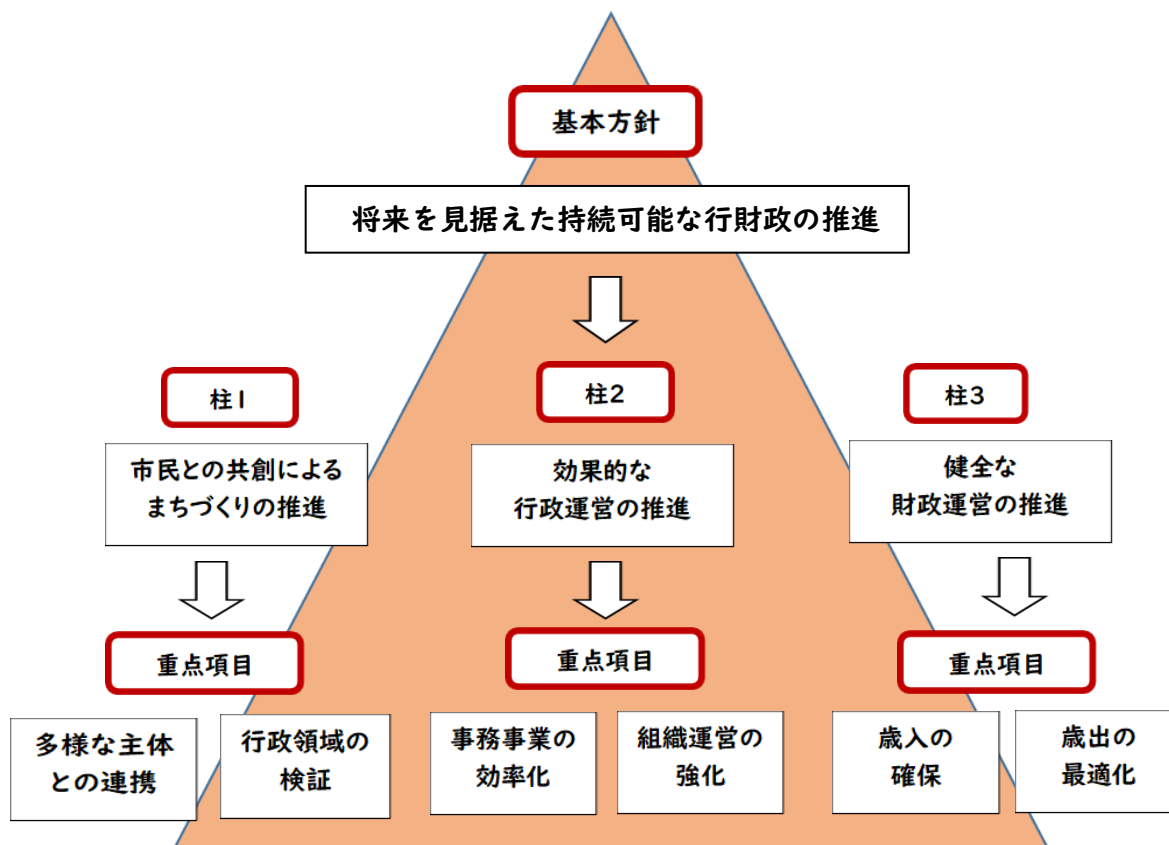 基本方針
将来を見据えた持続可能な行財政の推進
柱1
市民との共創による
まちづくりの推進
重点項目
多様な主体
との連携
行政領域の
検証
柱2
効果的な
行政運営の推進
重点項目
事務事業の
効率化
組織運営の
強化
柱3
健全な
財政運営の推進
重点項目
歳入の
確保
歳出の
最適化